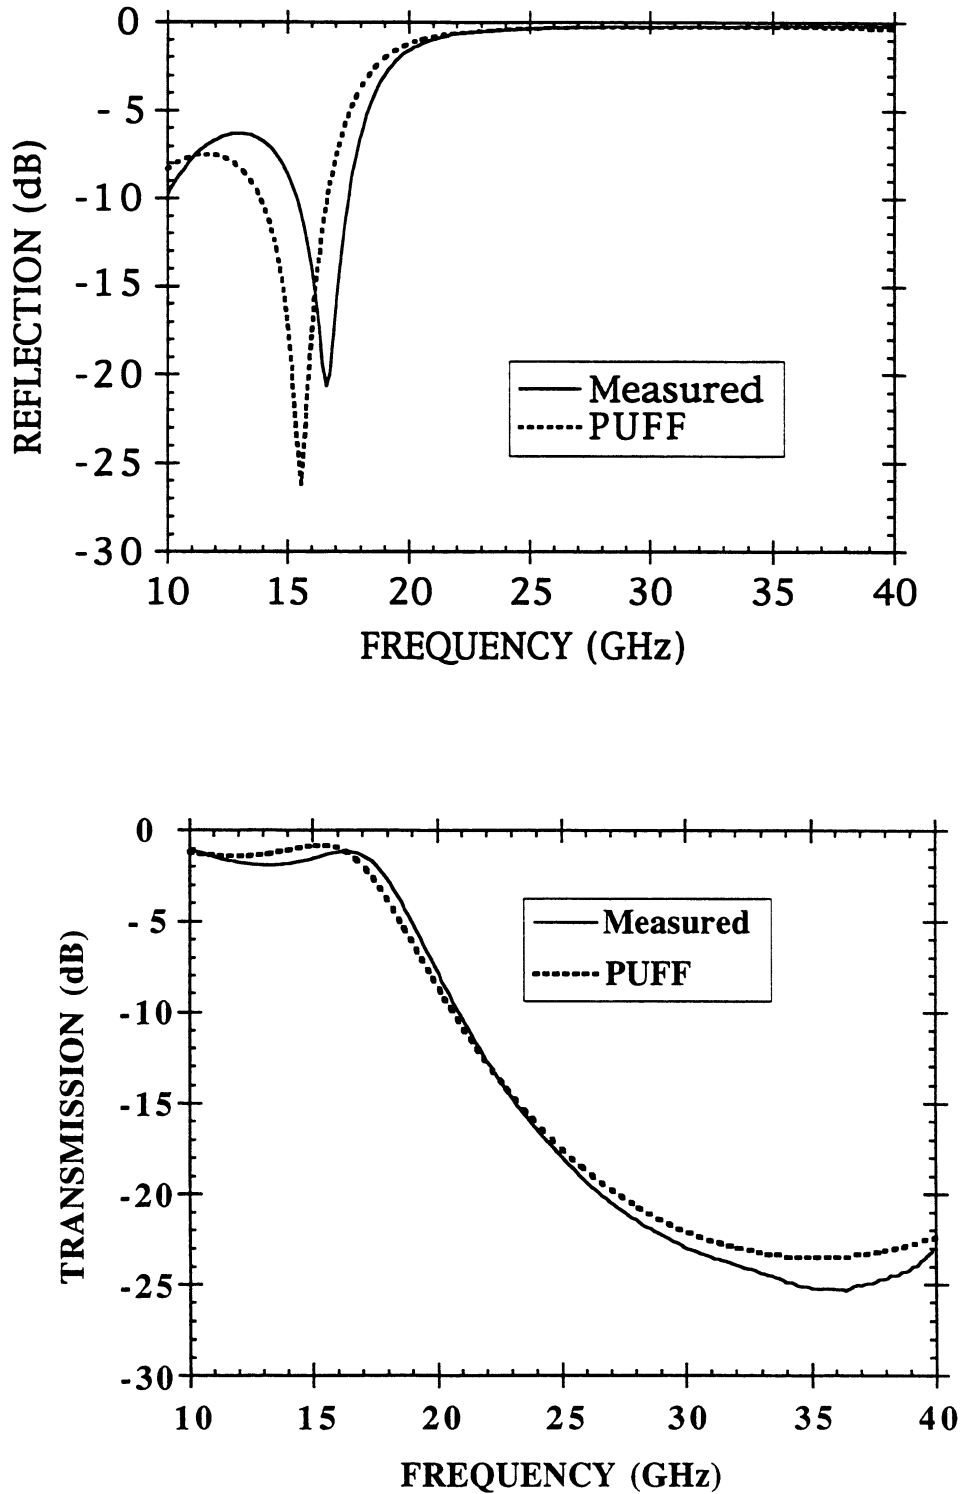 0
- 5
-10
-15
-20
-25
-30
REFLECTION (dB)
Measured
PUFF
10 15 20 25 30 35 40
FREQUENCY (GHz)
0
- 5
-10
-15
-20
-25
-30
TRANSMISSION (dB)
Measured
PUFF
10 15 20 25 30 35 40
FREQUENCY (GHz)